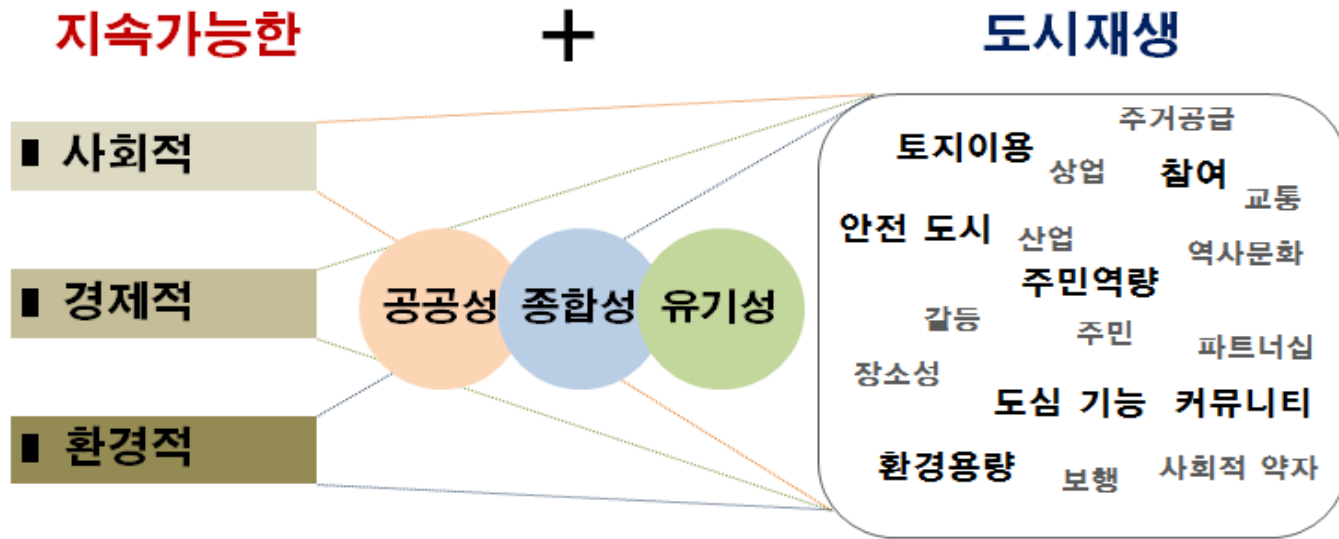 지속가능한 + 도시재생
■ 사회적
■ 경제적
■ 환경적
공공성 종합성 유기성
주거공급
토지이용
상업 참여
교통
안전 도시 산업
역사문화
주민역량
갈등 주민
파트너십
장소성
도심 기능 커뮤니티
환경용량 보행 사회적 약자